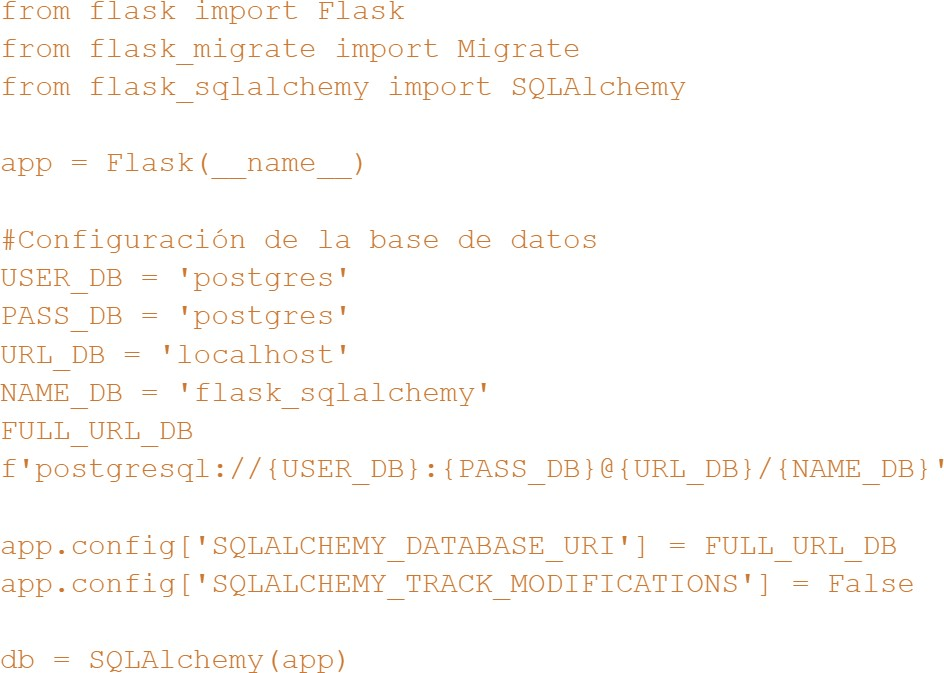 from flask import Flask
from flask_migrate import Migrate
from flask_sqlalchemy import SQLAlchemy
app = Flask(__name__)
#Configuración de la base de datos
USER_DB = 'postgres'
PASS_DB = 'postgres'
URL_DB = 'localhost'
NAME_DB = 'flask_sqlalchemy'
FULL_URL_DB
f'postgresql://{USER_DB}:{PASS_DB}@{URL_DB}/{NAME_DB}'
app.config['SQLALCHEMY_DATABASE_URI'] = FULL_URL_DB
app.config['SQLALCHEMY_TRACK_MODIFICATIONS'] = False
db = SQLAlchemy(app)